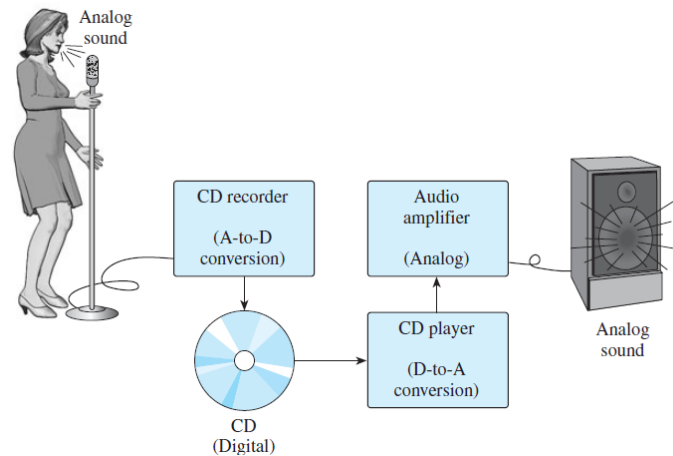 Analog
sound
CD recorder
(A-to-D
conversion)
Audio
amplifier
(Analog)
CD player
(D-to-A
conversion)
Analog
sound
CD
(Digital)